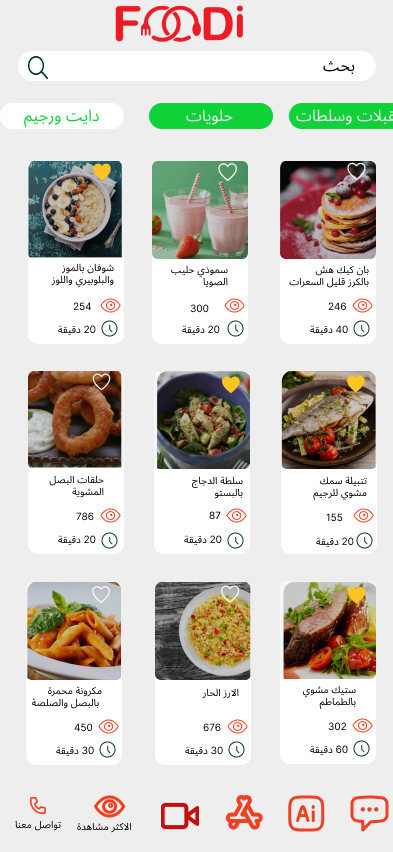 FOODi
بحث
قبلات وسلطات
حلويات
دايت ورجيم
بان كيك هش
بالكرز قليل السعرات
246
40 دقيقة
سموذي حليب
الصويا
300
20 دقيقة
شوفان بالموز
والبلوبيري واللوز
254
20 دقيقة
تتبيلة سمك
مشوي للرجيم
155
20 دقيقة
سلطة الدجاج
بالبستو
87
20 دقيقة
حلقات البصل
المشوية
786
20 دقيقة
ستيك مشوي
بالطماطم
302
60 دقيقة
الارز الحار
676
30 دقيقة
مكرونة محمرة
بالبصل والصلصة
450
30 دقيقة
Ai
الاكثر مشاهدة
تواصل معنا